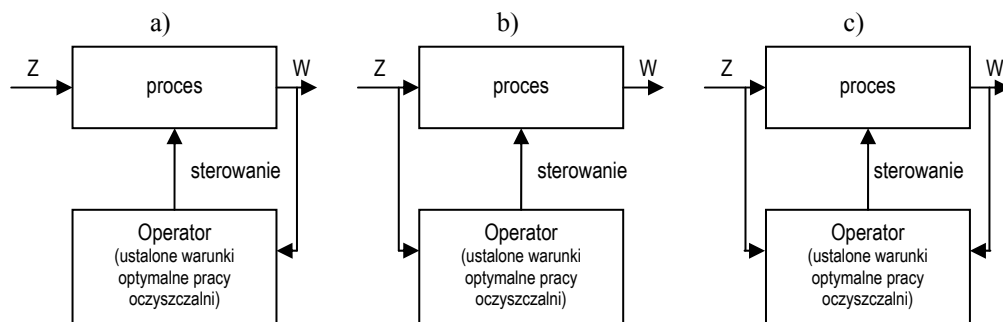 a)
Z
proces
W
sterowanie
Operator
(ustalone warunki
optymalne pracy
oczyszczalni)
b)
Z
proces
W
sterowanie
Operator
(ustalone warunki
optymalne pracy
oczyszczalni)
c)
Z
proces
W
sterowanie
Operator
(ustalone warunki
optymalne pracy
oczyszczalni)